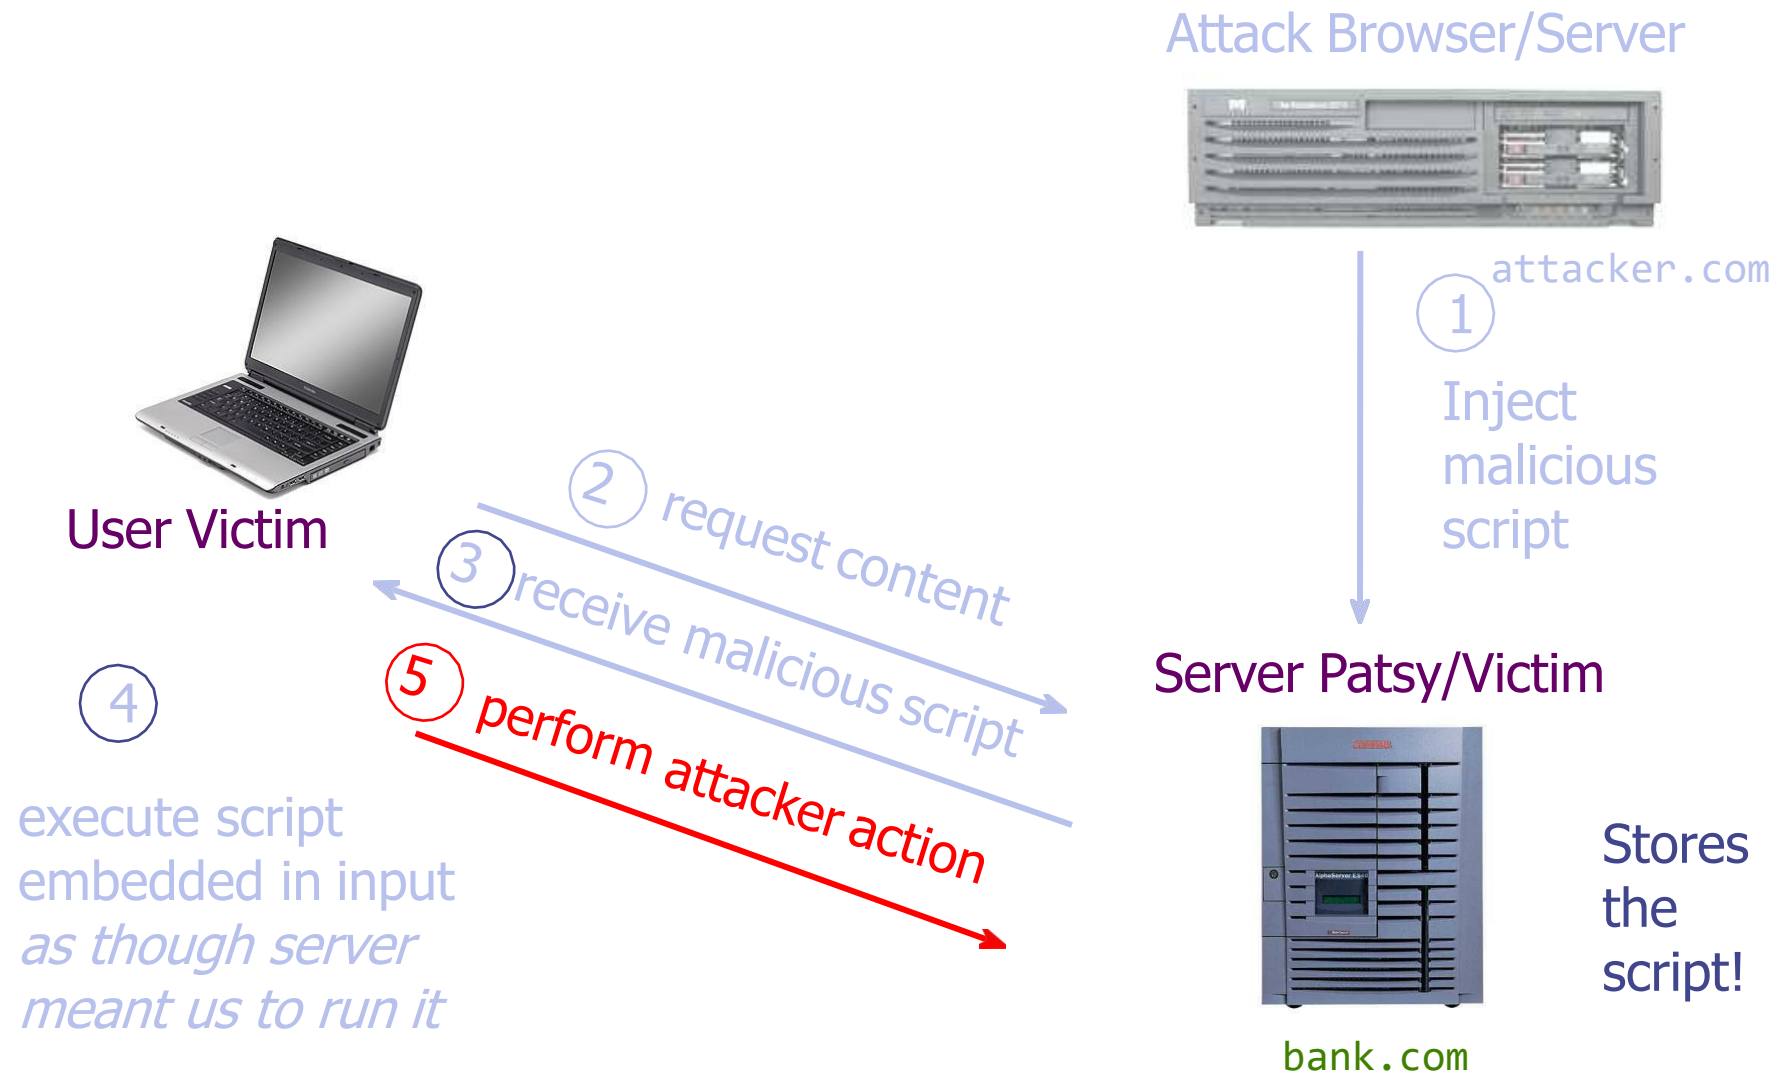 Attack Browser/Server
attacker.com
1
Inject
malicious
script
User Victim
2 request content
3 receive malicious script
4
execute script
embedded in input
as though server
meant us to run it
5 perform attacker action
Server Patsy/Victim
AlphaServer ES40
Stores
the
script!
bank.com